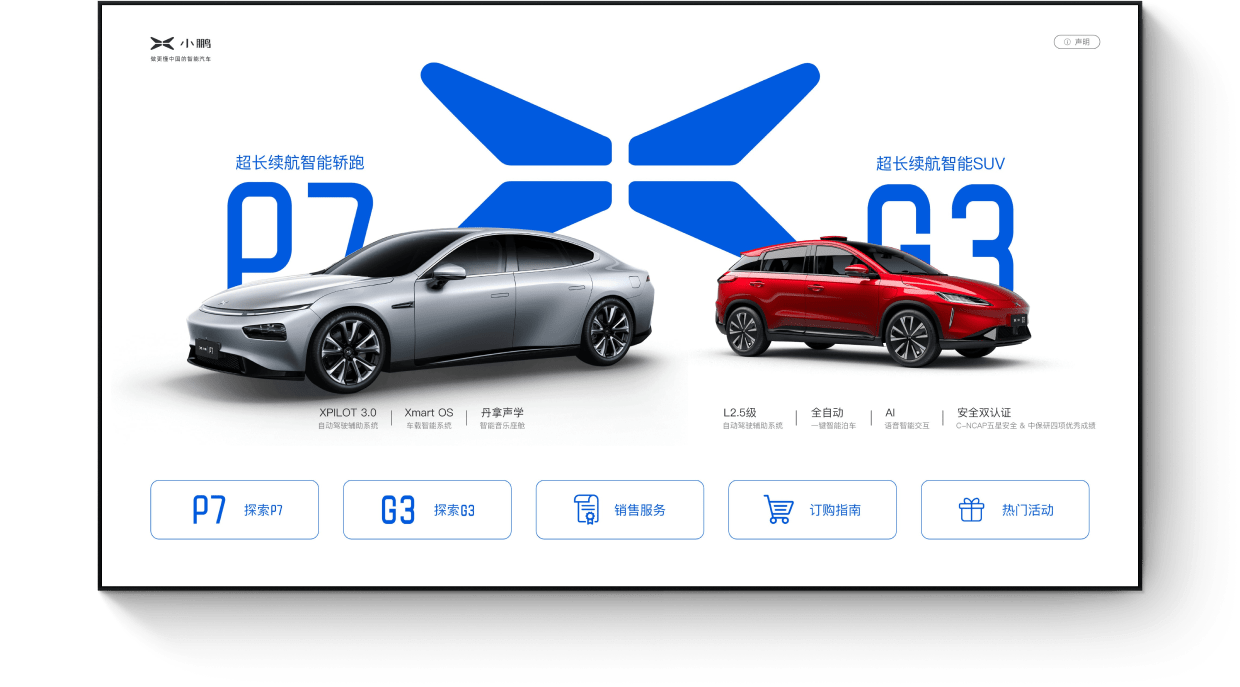 小鹏
做更懂中国的智能汽车
声明
超长续航智能轿跑
P7
超长续航智能SUV
G3
XPILOT 3.0
自动驾驶辅助系统
Xmart OS
车载智能系统
丹拿声学
智能音乐座舱
L2.5级
自动驾驶辅助系统
全自动
一键智能泊车
AI
语音智能交互
安全双认证
C-NCAP五星安全 & 中保研四项优秀成绩
P7 探索P7
G3 探索G3
销售服务
订购指南
热门活动